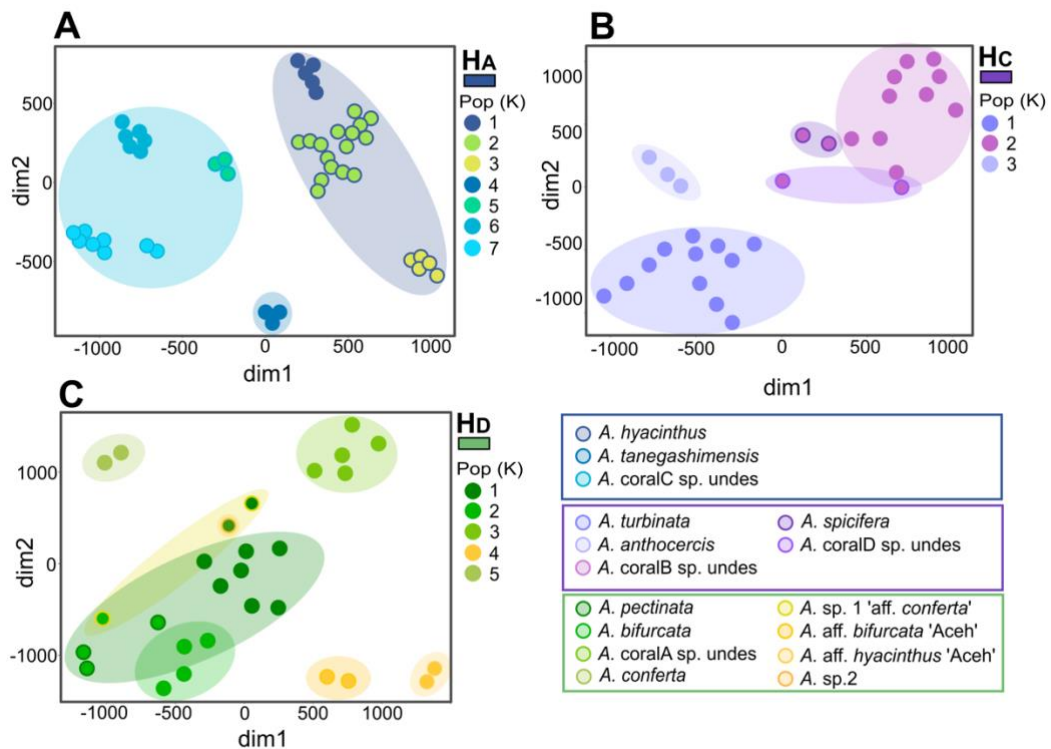 A
HA
Pop (K)
1
2
3
4
5
6
7
500
0
-500
dim2
-1000
-500
0
500
1000
dim1
B
HC
Pop (K)
1
2
3
1000
500
0
-500
-1000
dim2
-1000
-500
0
500
1000
dim1
C
HD
Pop (K)
1
2
3
4
5
1000
0
-1000
dim2
-1000
-500
0
500
1000
dim1
A. hyacinthus
A. tanegashimensis
A. coralC sp. undes
A. turbinata
A. anthocercis
A. coralB sp. undes
A. spicifera
A. coralD sp. undes
A. pectinata
A. bifurcata
A. coralA sp. undes
A. conferta
A. sp. 1 'aff. conferta'
A. aff. bifurcata 'Aceh'
A. aff. hyacinthus 'Aceh'
A. sp.2